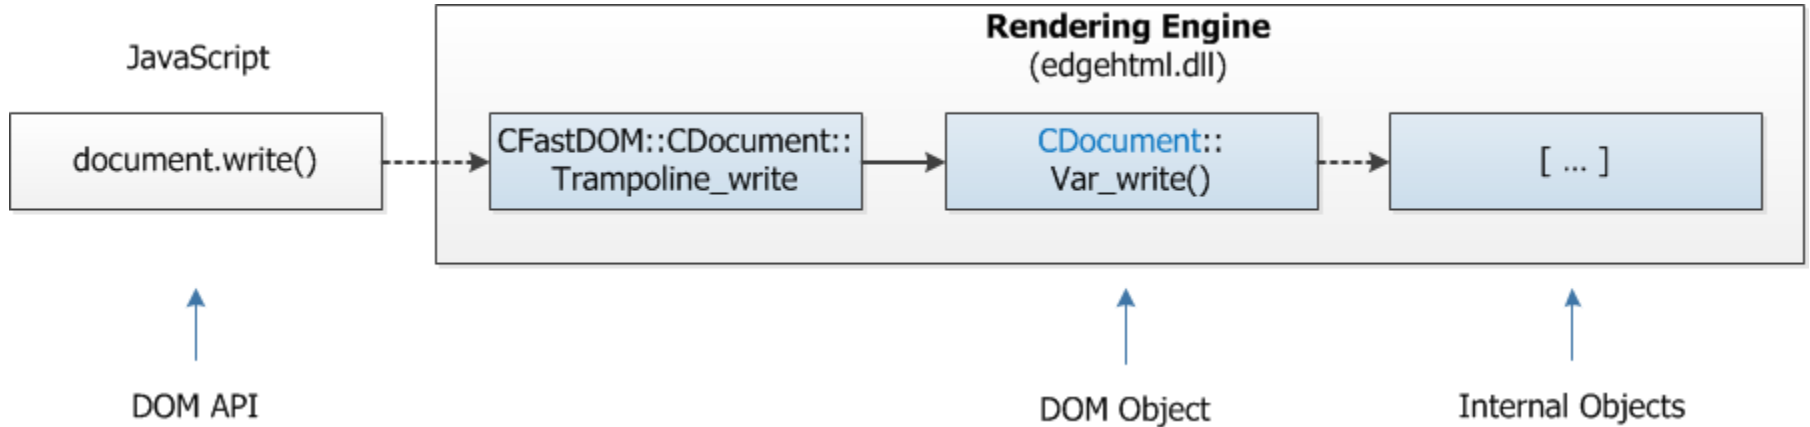 Rendering Engine
(edgehtml.dll)
JavaScript
document.write()
CFastDOM::CDocument::
Trampoline_write
CDocument::
Var_write()
[ ... ]
DOM API
DOM Object
Internal Objects